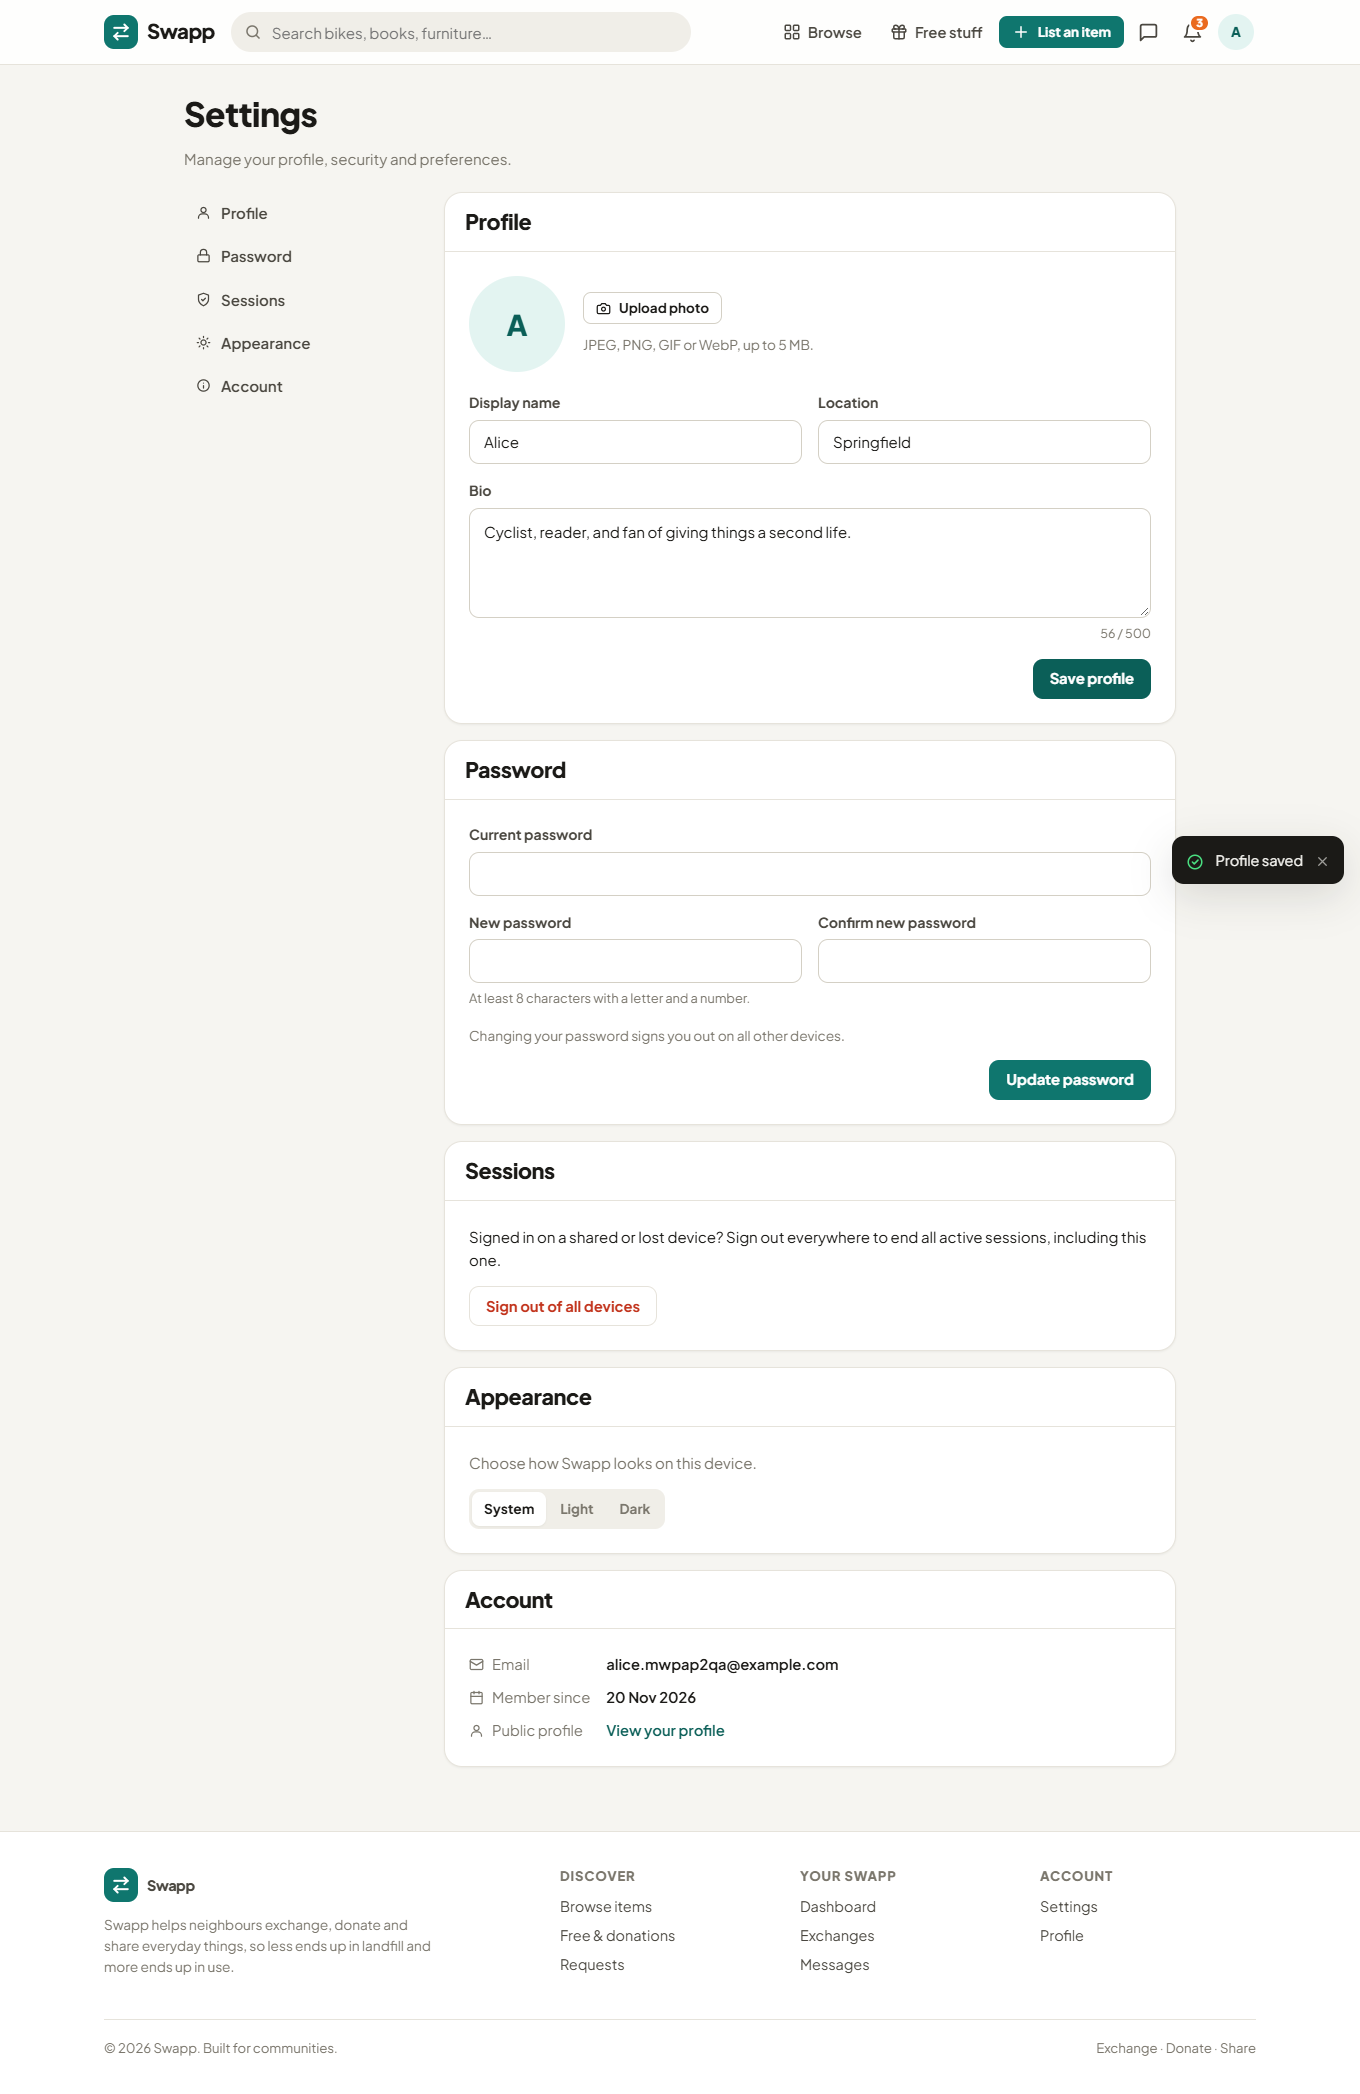 Swapp
Search bikes, books, furniture...
Browse
Free stuff
List an item
3
A
Settings
Manage your profile, security and preferences.
Profile
Password
Sessions
Appearance
Account
Profile
A
Upload photo
JPEG, PNG, GIF or WebP, up to 5 MB.
Display name
Location
Alice
Springfield
Bio
Cyclist, reader, and fan of giving things a second life.
56 / 500
Save profile
Password
Current password
Profile saved
New password
Confirm new password
At least 8 characters with a letter and a number.
Changing your password signs you out on all other devices.
Update password
Sessions
Signed in on a shared or lost device? Sign out everywhere to end all active sessions, including this
one.
Sign out of all devices
Appearance
Choose how Swapp looks on this device.
System
Light
Dark
Account
Email
alice.mwpap2qa@example.com
Member since
20 Nov 2026
Public profile
View your profile
Swapp
Swapp helps neighbours exchange, donate and
share everyday things, so less ends up in landfill and
more ends up in use.
DISCOVER
Browse items
Free & donations
Requests
YOUR SWAPP
Dashboard
Exchanges
Messages
ACCOUNT
Settings
Profile
© 2026 Swapp. Built for communities.
Exchange · Donate · Share